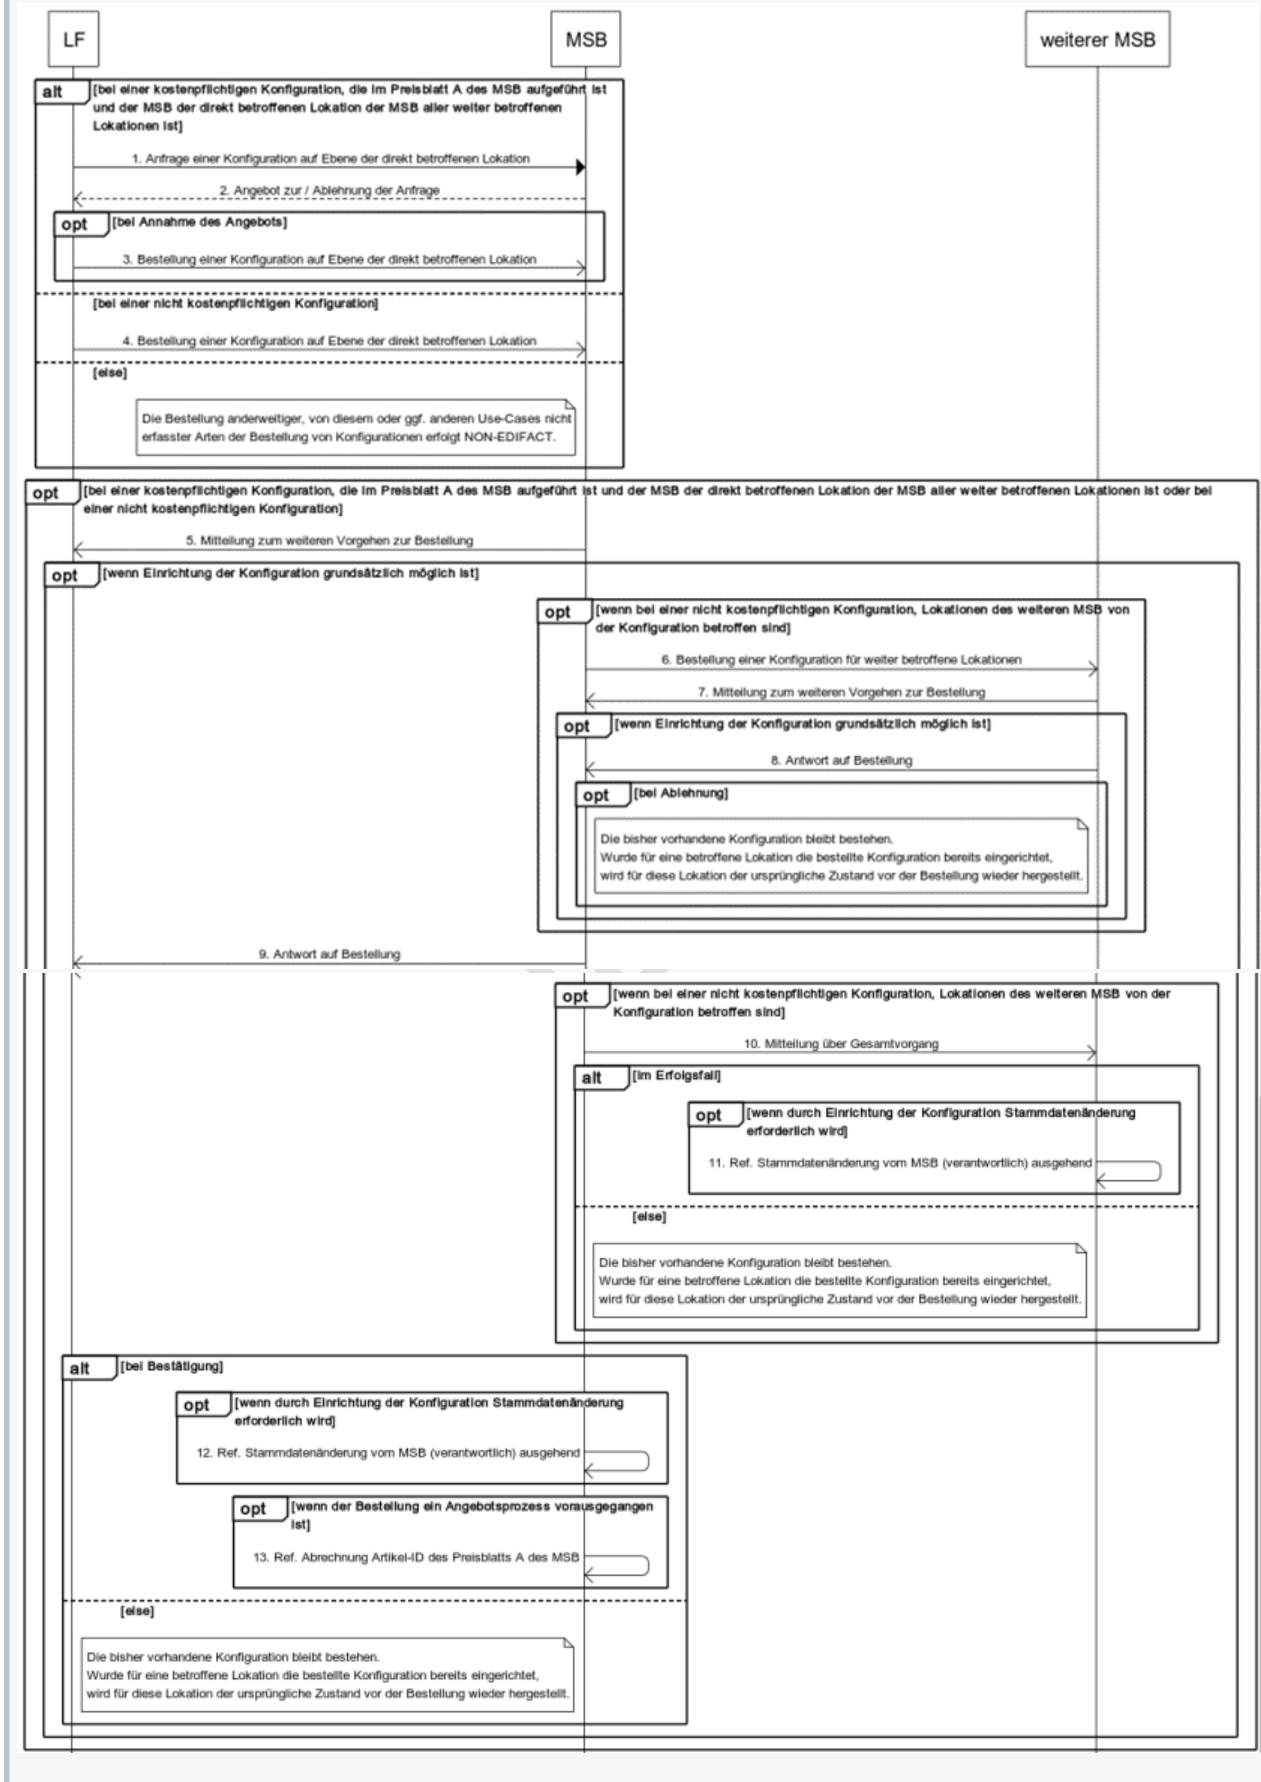 LF
MSB
weiterer MSB
alt
[bei einer kostenpflichtigen Konfiguration, die im Preisblatt A des MSB aufgeführt ist
und der MSB der direkt betroffenen Lokation der MSB aller weiter betroffenen
Lokationen ist]
1. Anfrage einer Konfiguration auf Ebene der direkt betroffenen Lokation
2. Angebot zur / Ablehnung der Anfrage
opt
[bei Annahme des Angebots]
3. Bestellung einer Konfiguration auf Ebene der direkt betroffenen Lokation
[bei einer nicht kostenpflichtigen Konfiguration]
4. Bestellung einer Konfiguration auf Ebene der direkt betroffenen Lokation
[else]
Die Bestellung anderweitiger, von diesem oder ggf. anderen Use-Cases nicht
erfasster Arten der Bestellung von Konfigurationen erfolgt NON-EDIFACT.
opt
[bei einer kostenpflichtigen Konfiguration, die im Preisblatt A des MSB aufgeführt ist und der MSB der direkt betroffenen Lokation der MSB aller weiter betroffenen Lokationen ist oder bei
einer nicht kostenpflichtigen Konfiguration]
5. Mitteilung zum weiteren Vorgehen zur Bestellung
opt
[wenn Einrichtung der Konfiguration grundsätzlich möglich ist]
opt
[wenn bei einer nicht kostenpflichtigen Konfiguration, Lokationen des weiteren MSB von
der Konfiguration betroffen sind]
6. Bestellung einer Konfiguration für weiter betroffene Lokationen
7. Mitteilung zum weiteren Vorgehen zur Bestellung
opt
[wenn Einrichtung der Konfiguration grundsätzlich möglich ist]
8. Antwort auf Bestellung
opt
[bei Ablehnung]
Die bisher vorhandene Konfiguration bleibt bestehen.
Wurde für eine betroffene Lokation die bestellte Konfiguration bereits eingerichtet,
wird für diese Lokation der ursprüngliche Zustand vor der Bestellung wieder hergestellt.
9. Antwort auf Bestellung
opt
[wenn bei einer nicht kostenpflichtigen Konfiguration, Lokationen des weiteren MSB von der
Konfiguration betroffen sind]
10. Mitteilung über Gesamtvorgang
alt
[im Erfolgsfall]
opt
[wenn durch Einrichtung der Konfiguration Stammdatenänderung
erforderlich wird]
11. Ref. Stammdatenänderung vom MSB (verantwortlich) ausgehend
[else]
Die bisher vorhandene Konfiguration bleibt bestehen.
Wurde für eine betroffene Lokation die bestellte Konfiguration bereits eingerichtet,
wird für diese Lokation der ursprüngliche Zustand vor der Bestellung wieder hergestellt.
alt
[bei Bestätigung]
opt
[wenn durch Einrichtung der Konfiguration Stammdatenänderung
erforderlich wird]
12. Ref. Stammdatenänderung vom MSB (verantwortlich) ausgehend
opt
[wenn der Bestellung ein Angebotsprozess vorausgegangen
ist]
13. Ref. Abrechnung Artikel-ID des Preisblatts A des MSB
[else]
Die bisher vorhandene Konfiguration bleibt bestehen.
Wurde für eine betroffene Lokation die bestellte Konfiguration bereits eingerichtet,
wird für diese Lokation der ursprüngliche Zustand vor der Bestellung wieder hergestellt.